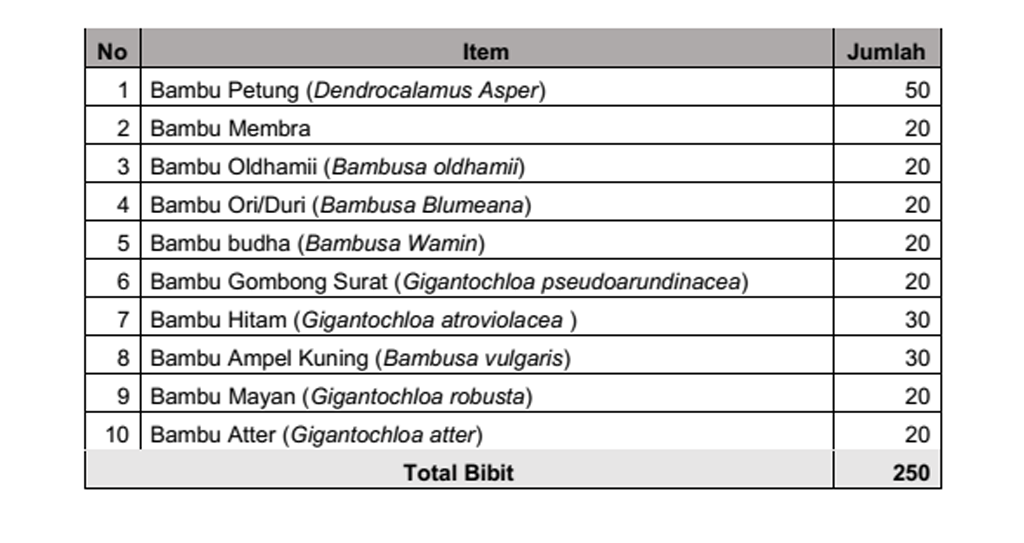 No Item Jumlah
1 Bambu Petung (Dendrocalamus Asper) 50
2 Bambu Membra 20
3 Bambu Oldhamii (Bambusa oldhamii) 20
4 Bambu Ori/Duri (Bambusa Blumeana) 20
5 Bambu budha (Bambusa Wamin) 20
6 Bambu Gombong Surat (Gigantochloa pseudoarundinacea) 20
7 Bambu Hitam (Gigantochloa atroviolacea ) 30
8 Bambu Ampel Kuning (Bambusa vulgaris) 30
9 Bambu Mayan (Gigantochloa robusta) 20
10 Bambu Atter (Gigantochloa atter) 20
Total Bibit 250